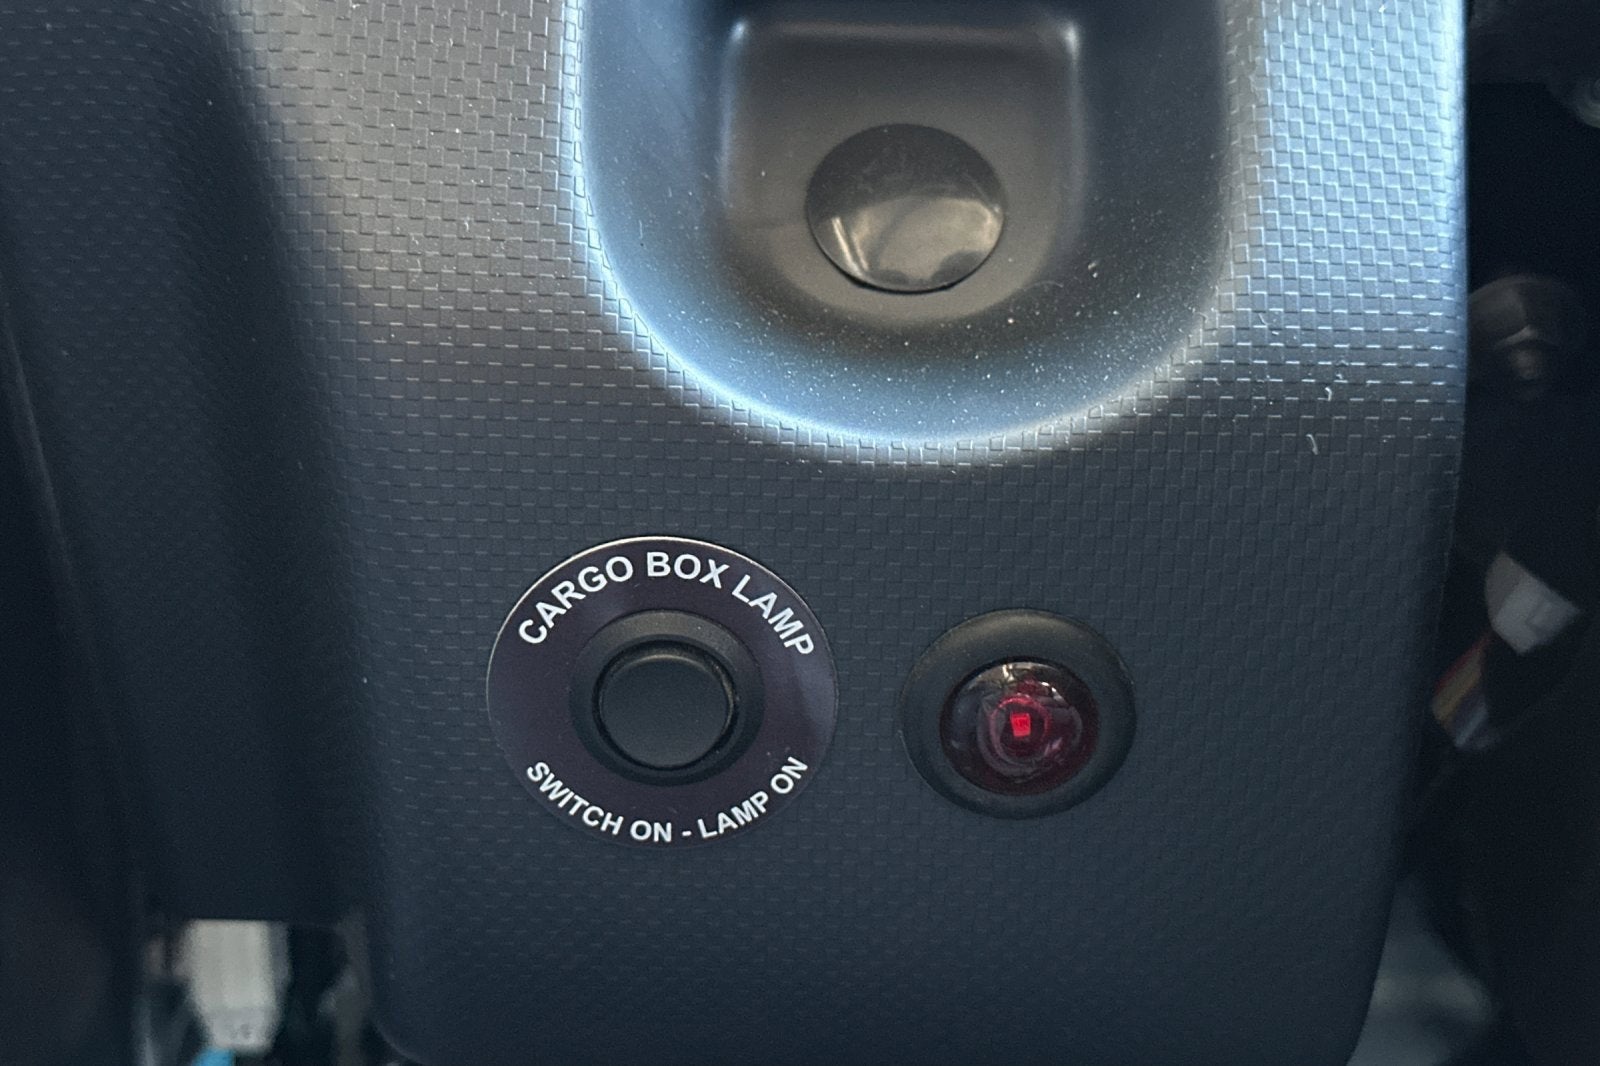 CARGO BOX LAMP
SWITCH ON - LAMP ON